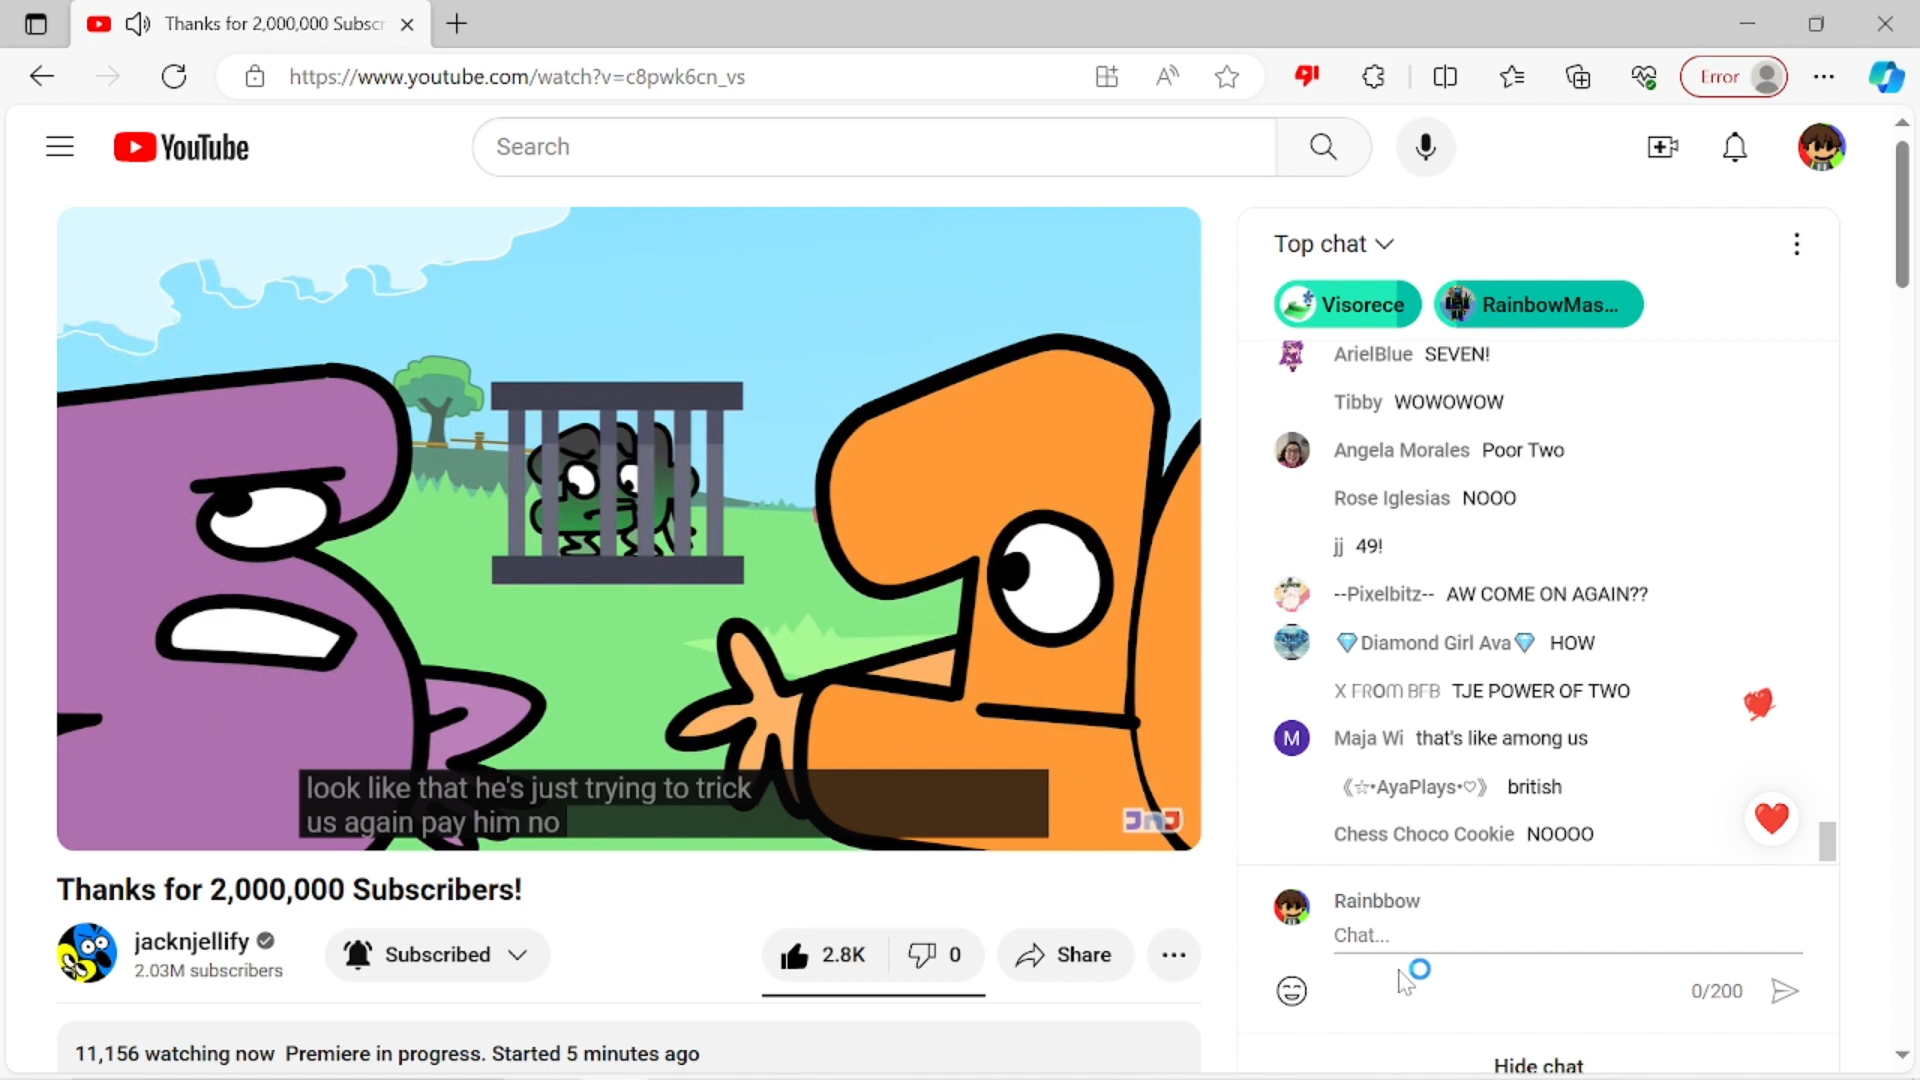 Thanks for 2,000,000 Subscr
https://www.youtube.com/watch?v=c8pwk6cn_vs
Error
YouTube
Search
Top chat
Visorece
RainbowMas...
ArielBlue SEVEN!
Tibby WOWOWOW
Angela Morales Poor Two
Rose Iglesias NOOO
jj 49!
--Pixelbitz-- AW COME ON AGAIN??
💎Diamond Girl Ava💎 HOW
X FROM BFB TJE POWER OF TWO
M Maja Wi that's like among us
《☆•AyaPlays•♡》 british
Chess Choco Cookie NOOOO
look like that he's just trying to trick
us again pay him no
JnJ
Thanks for 2,000,000 Subscribers!
jacknjellify
2.03M subscribers
Subscribed
2.8K
0
Share
Rainbbow
Chat...
0/200
11,156 watching now Premiere in progress. Started 5 minutes ago
Hide chat